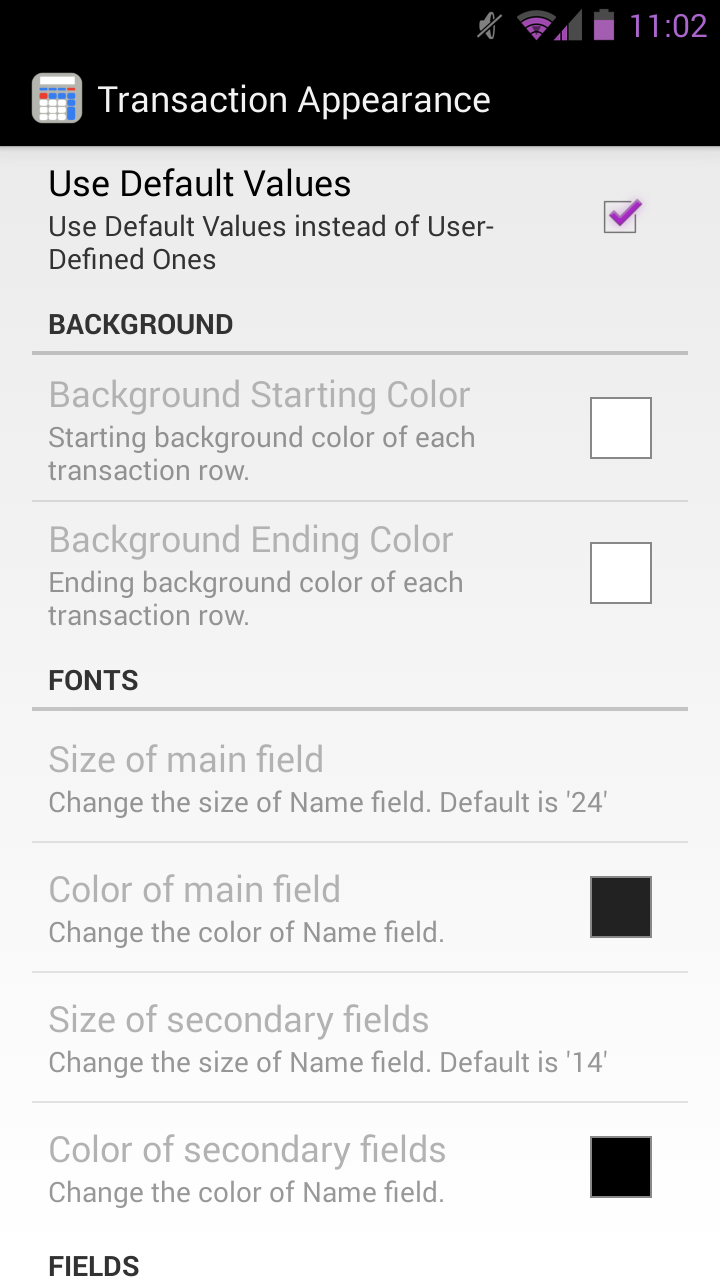 11:02
Transaction Appearance
Use Default Values
Use Default Values instead of User-
Defined Ones
BACKGROUND
Background Starting Color
Starting background color of each
transaction row.
Background Ending Color
Ending background color of each
transaction row.
FONTS
Size of main field
Change the size of Name field. Default is '24'
Color of main field
Change the color of Name field.
Size of secondary fields
Change the size of Name field. Default is '14'
Color of secondary fields
Change the color of Name field.
FIELDS